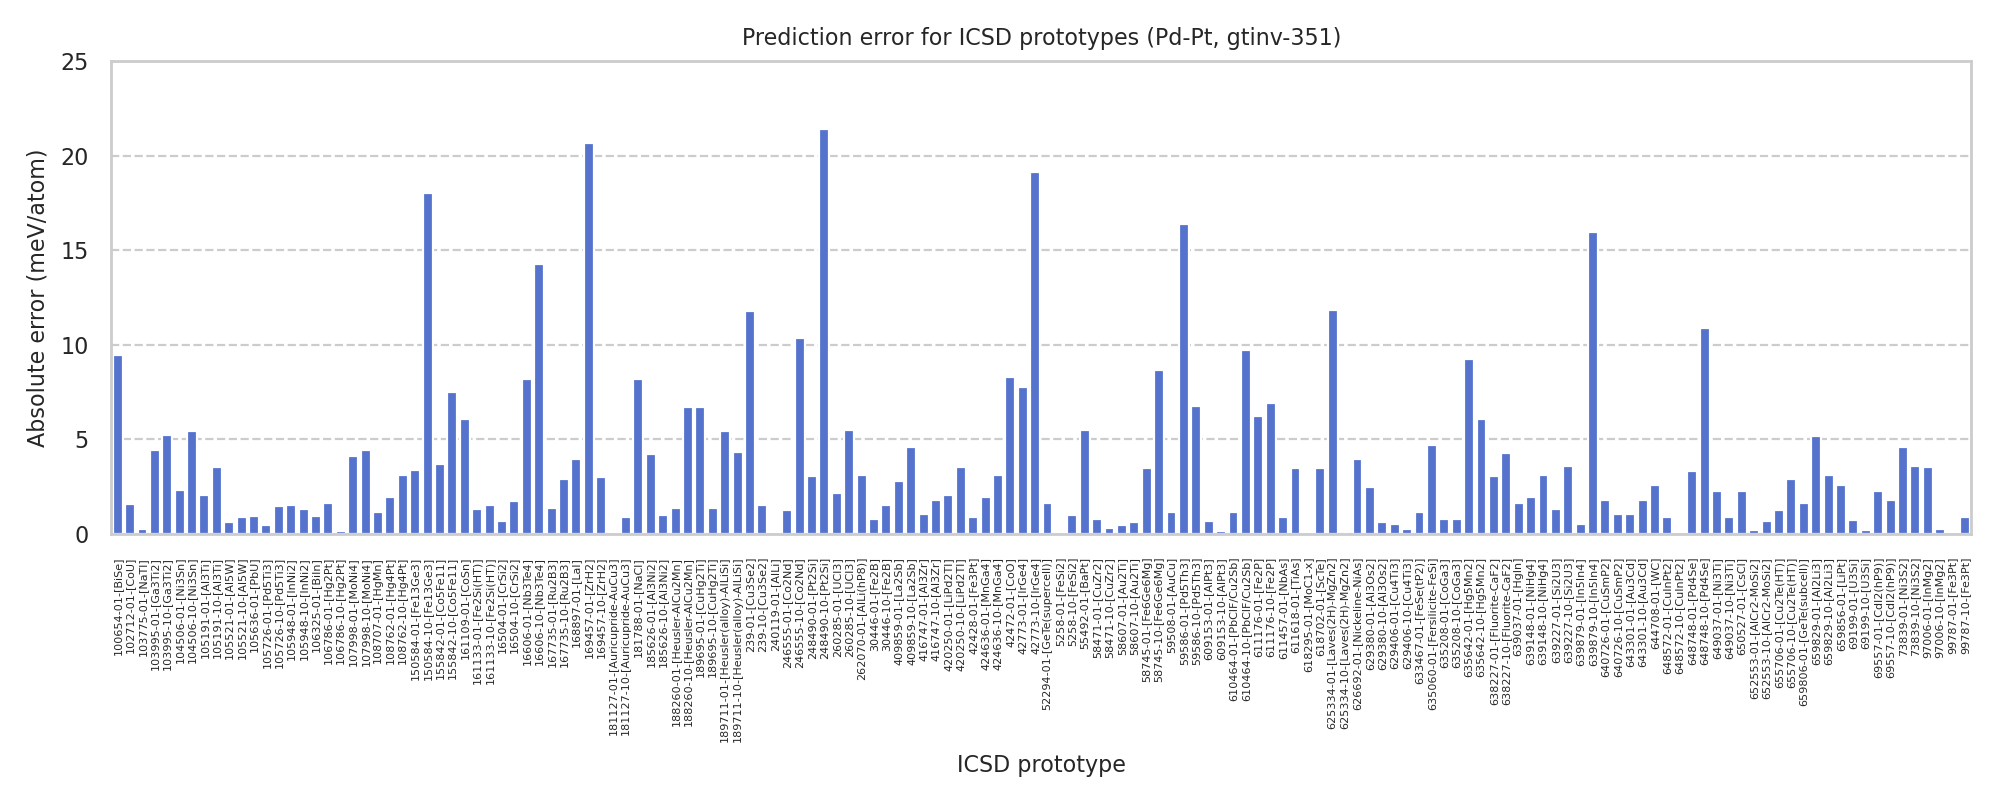 Prediction error for ICSD prototypes (Pd-Pt, gtinv-351)
Absolute error (meV/atom)
25
20
15
10
5
0
100654-01-[BiSe]
102712-01-[CoU]
103775-01-[NaTl]
103995-01-[Ga3Ti2]
103995-10-[Ga3Ti2]
104506-01-[Ni3Sn]
104506-10-[Ni3Sn]
105191-01-[Al3Ti]
105191-10-[Al3Ti]
105521-01-[Al5W]
105521-10-[Al5W]
105636-01-[PbU]
105726-01-[Pd5Ti3]
105726-10-[Pd5Ti3]
105948-01-[InNi2]
105948-10-[InNi2]
106325-01-[BiIn]
106786-01-[Hg2Pt]
106786-10-[Hg2Pt]
107998-01-[MoNi4]
107998-10-[MoNi4]
108707-01-[HgMn]
108762-01-[Hg4Pt]
108762-10-[Hg4Pt]
150584-01-[Fe13Ge3]
150584-10-[Fe13Ge3]
155842-01-[Co5Fe11]
155842-10-[Co5Fe11]
161109-01-[CoSn]
161133-01-[Fe2Si(HT)]
161133-10-[Fe2Si(HT)]
16504-01-[CrSi2]
16504-10-[CrSi2]
16606-01-[Nb3Te4]
16606-10-[Nb3Te4]
167735-01-[Ru2B3]
167735-10-[Ru2B3]
168897-01-[LaI]
169457-01-[ZrH2]
169457-10-[ZrH2]
181127-01-[Auricupride-AuCu3]
181127-10-[Auricupride-AuCu3]
181788-01-[NaCl]
185626-01-[Al3Ni2]
185626-10-[Al3Ni2]
188260-01-[Heusler-AlCu2Mn]
188260-10-[Heusler-AlCu2Mn]
189695-01-[CuHg2Ti]
189695-10-[CuHg2Ti]
189711-01-[Heusler(alloy)-AlLiSi]
189711-10-[Heusler(alloy)-AlLiSi]
239-01-[Cu3Se2]
239-10-[Cu3Se2]
240119-01-[AlLi]
246555-01-[Co2Nd]
246555-10-[Co2Nd]
248490-01-[Pt2Si]
248490-10-[Pt2Si]
260285-01-[UCl3]
260285-10-[UCl3]
262070-01-[AlLi(hP8)]
30446-01-[Fe2B]
30446-10-[Fe2B]
409859-01-[La2Sb]
409859-10-[La2Sb]
416747-01-[Al3Zr]
416747-10-[Al3Zr]
420250-01-[LiPd2Tl]
420250-10-[LiPd2Tl]
42428-01-[Fe3Pt]
424636-01-[MnGa4]
424636-10-[MnGa4]
42472-01-[CoO]
42773-01-[IrGe4]
42773-10-[IrGe4]
52294-01-[GeTe(supercell)]
5258-01-[FeSi2]
5258-10-[FeSi2]
55492-01-[BaPt]
58471-01-[CuZr2]
58471-10-[CuZr2]
58607-01-[Au2Ti]
58607-10-[Au2Ti]
58745-01-[Fe6Ge6Mg]
58745-10-[Fe6Ge6Mg]
59508-01-[AuCu]
59586-01-[Pd5Th3]
59586-10-[Pd5Th3]
609153-01-[AlPt3]
609153-10-[AlPt3]
610464-01-[PbClF/Cu2Sb]
610464-10-[PbClF/Cu2Sb]
611176-01-[Fe2P]
611176-10-[Fe2P]
611457-01-[NbAs]
611618-01-[TiAs]
618295-01-[MoC1-x]
618702-01-[ScTe]
625334-01-[Laves(2H)-MgZn2]
625334-10-[Laves(2H)-MgZn2]
626692-01-[Nickeline-NiAs]
629380-01-[Al3Os2]
629380-10-[Al3Os2]
629406-01-[Cu4Ti3]
629406-10-[Cu4Ti3]
633467-01-[FeSe(tP2)]
635060-01-[Fersilicite-FeSi]
635208-01-[CoGa3]
635208-10-[CoGa3]
635642-01-[Hg5Mn2]
635642-10-[Hg5Mn2]
638227-01-[Fluorite-CaF2]
638227-10-[Fluorite-CaF2]
639037-01-[HgIn]
639148-01-[NiHg4]
639148-10-[NiHg4]
639227-01-[Si2U3]
639227-10-[Si2U3]
639879-01-[In5In4]
639879-10-[In5In4]
640726-01-[CuSmP2]
640726-10-[CuSmP2]
643301-01-[Au3Cd]
643301-10-[Au3Cd]
644708-01-[WC]
648572-01-[CuInPt2]
648572-10-[CuInPt2]
648748-01-[Pd4Se]
648748-10-[Pd4Se]
649037-01-[Ni3Ti]
649037-10-[Ni3Ti]
650527-01-[CsCl]
652553-01-[AlCr2-MoSi2]
652553-10-[AlCr2-MoSi2]
655706-01-[Cu2Te(HT)]
655706-10-[Cu2Te(HT)]
659806-01-[GeTe(subcell)]
659829-01-[Al2Li3]
659829-10-[Al2Li3]
659856-01-[LiPt]
69199-01-[U3Si]
69199-10-[U3Si]
69557-01-[CdI2(hP9)]
69557-10-[CdI2(hP9)]
73839-01-[Ni3S2]
73839-10-[Ni3S2]
97006-01-[InMg2]
97006-10-[InMg2]
99787-01-[Fe3Pt]
99787-10-[Fe3Pt]
ICSD prototype